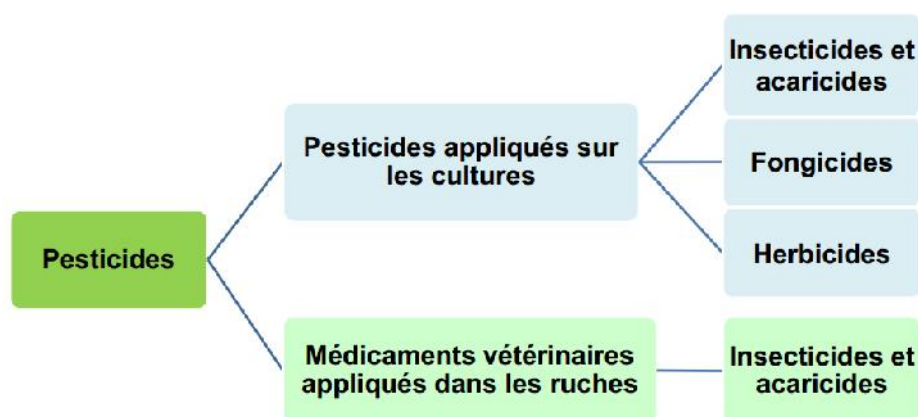 Pesticides
Pesticides appliqués sur
les cultures
Insecticides et
acaricides
Fongicides
Herbicides
Médicaments vétérinaires
appliqués dans les ruches
Insecticides et
acaricides